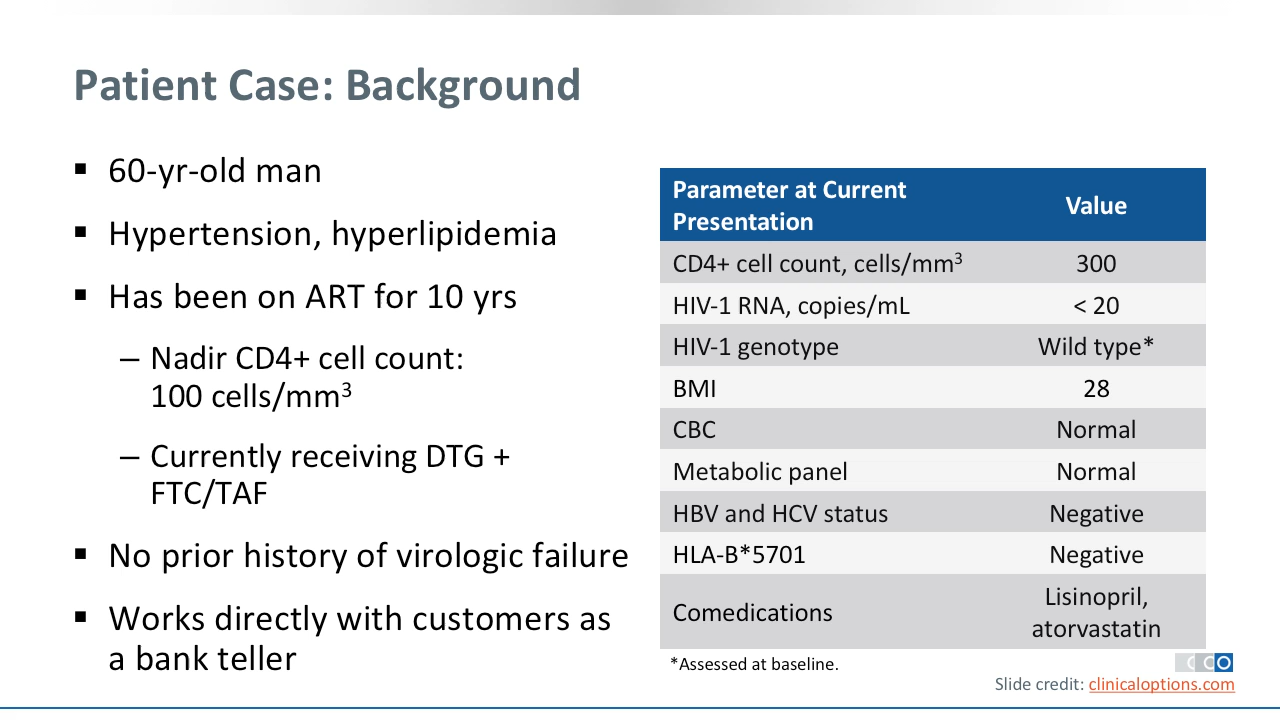 Patient Case: Background
▪ 60-yr-old man
▪ Hypertension, hyperlipidemia
▪ Has been on ART for 10 yrs
– Nadir CD4+ cell count:
100 cells/mm³
– Currently receiving DTG +
FTC/TAF
▪ No prior history of virologic failure
▪ Works directly with customers as
a bank teller
Parameter at Current
Presentation
Value
CD4+ cell count, cells/mm³ 300
HIV-1 RNA, copies/mL < 20
HIV-1 genotype Wild type*
BMI 28
CBC Normal
Metabolic panel Normal
HBV and HCV status Negative
HLA-B*5701 Negative
Comedications
Lisinopril,
atorvastatin
*Assessed at baseline.
CCO
Slide credit: clinicaloptions.com